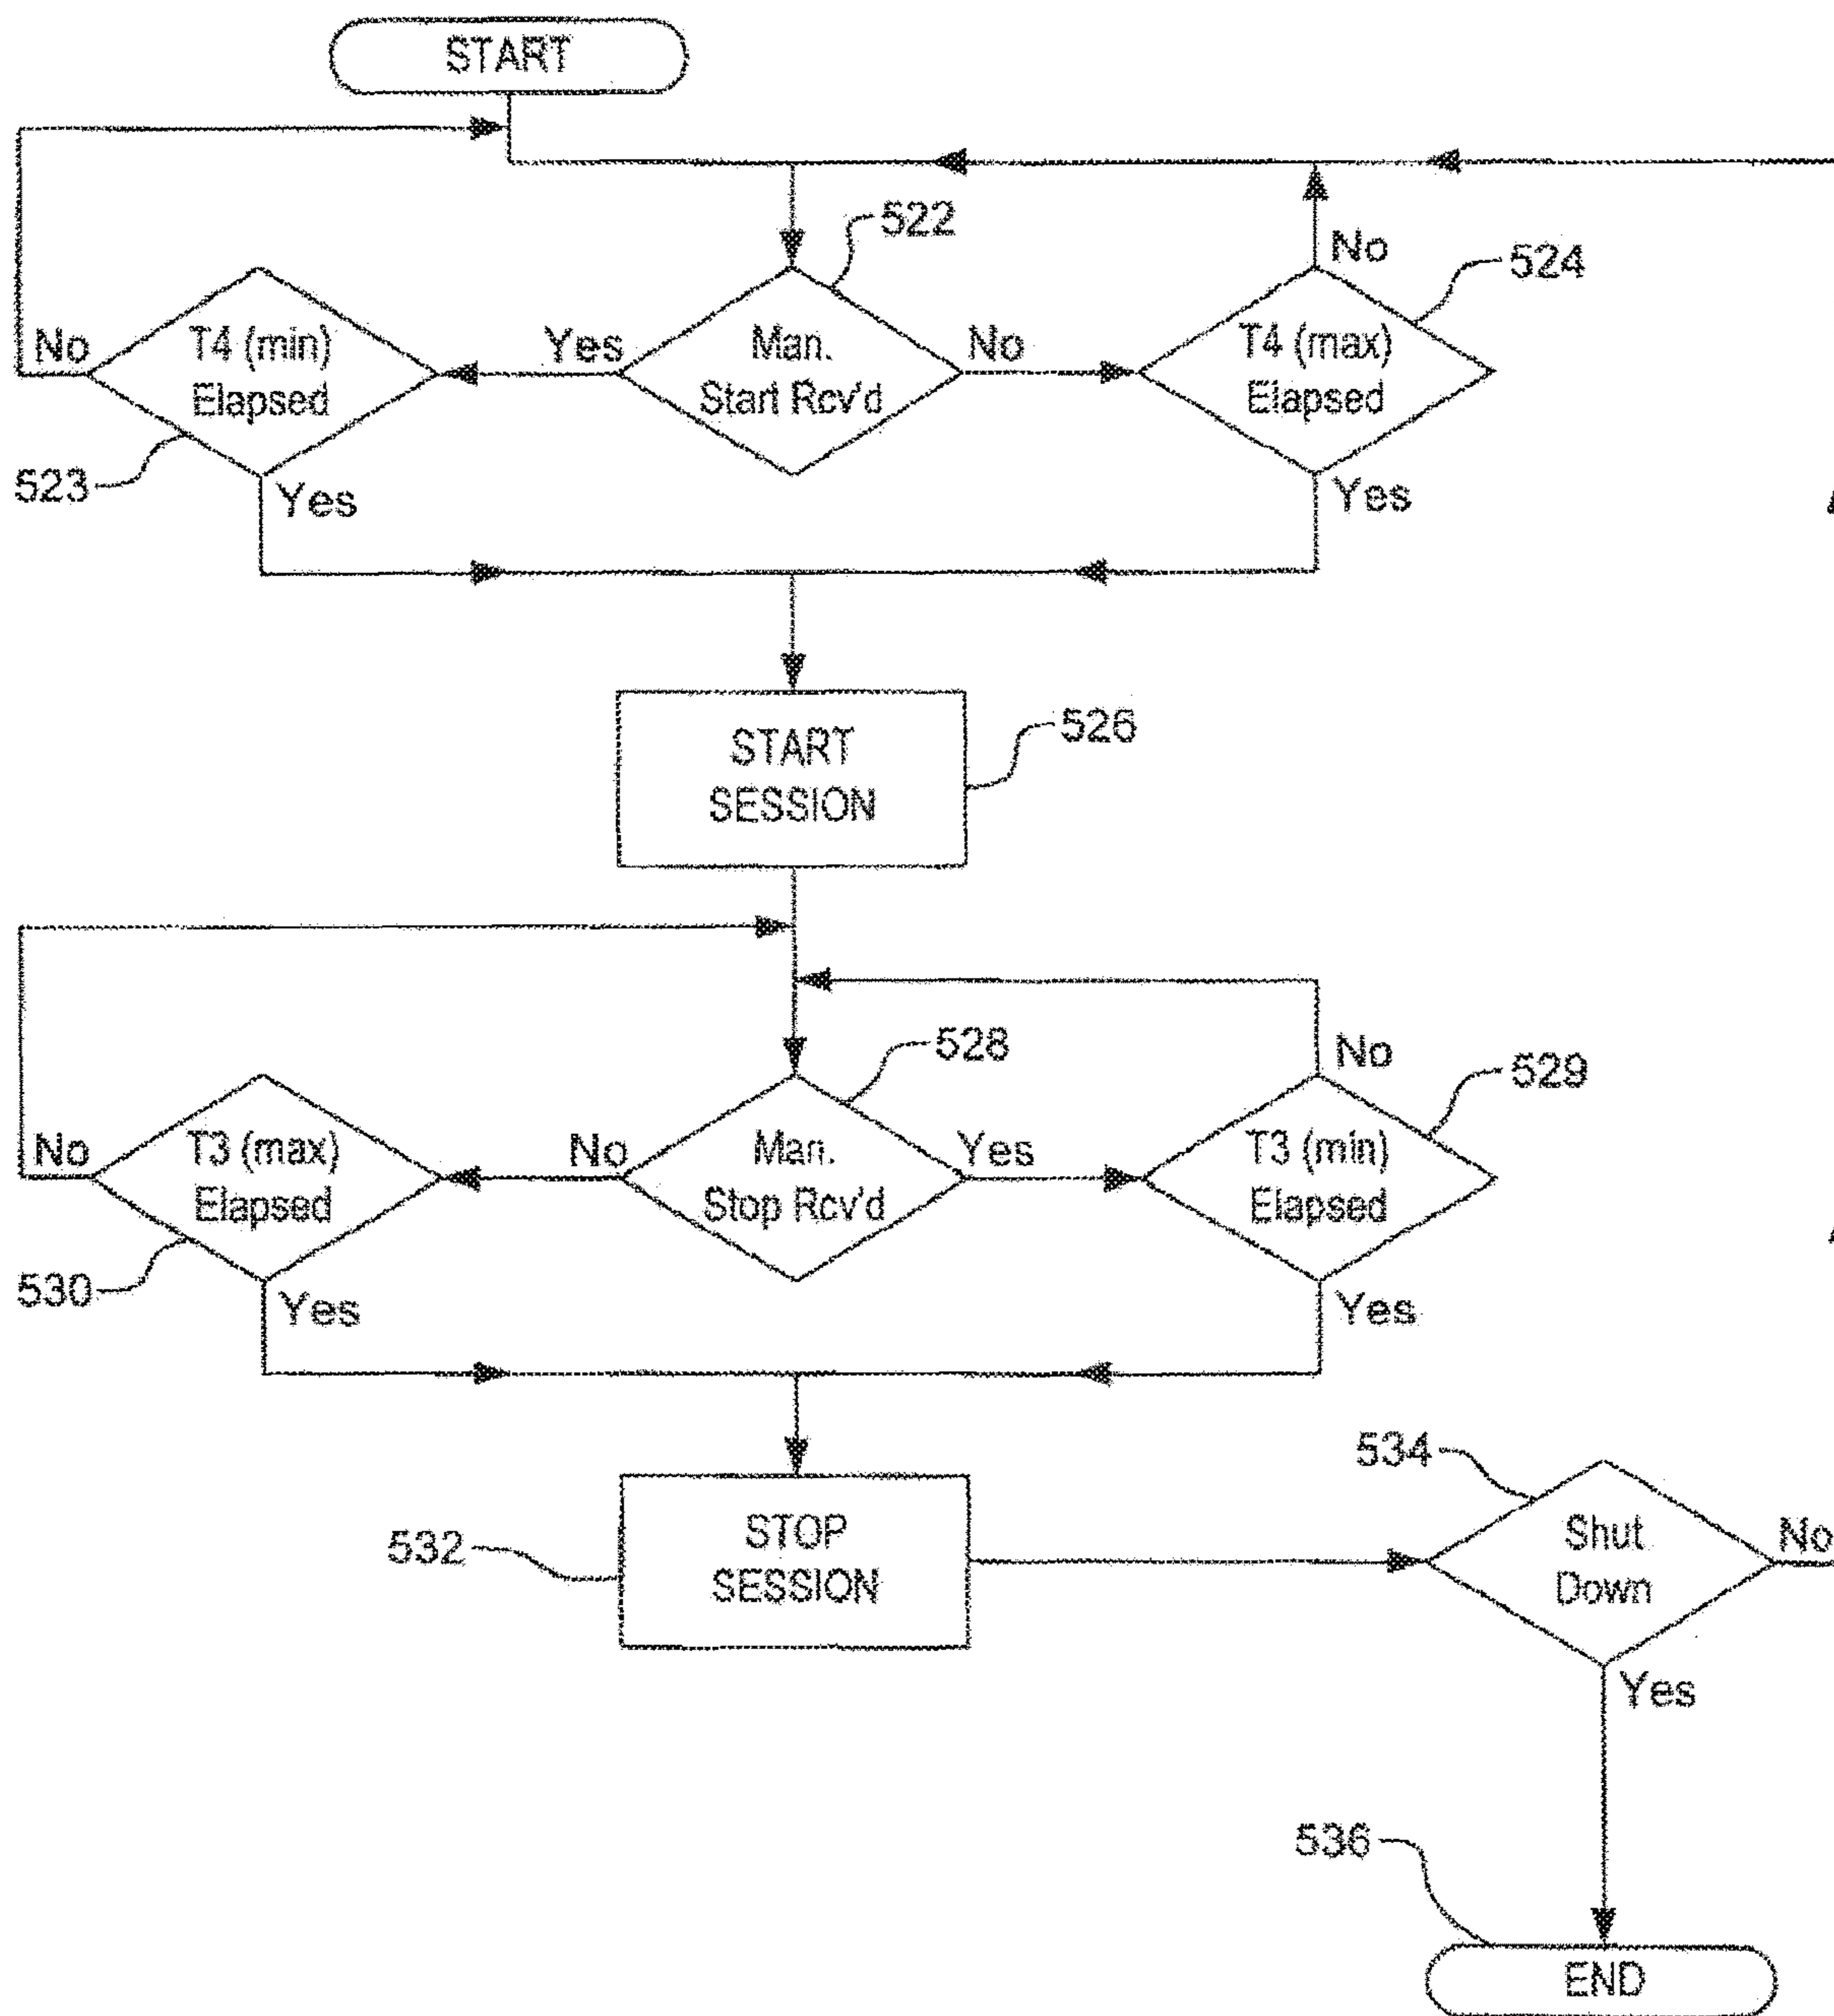 START
522
524
No
No
T4 (min)
Elapsed
Yes
Man.
Start Rcv'd
No
T4 (max)
Elapsed
523
Yes
Yes
START
SESSION
526
528
529
No
No
T3 (max)
Elapsed
No
Man.
Stop Rcv'd
Yes
T3 (min)
Elapsed
530
Yes
Yes
532
STOP
SESSION
534
Shut
Down
No
Yes
536
END